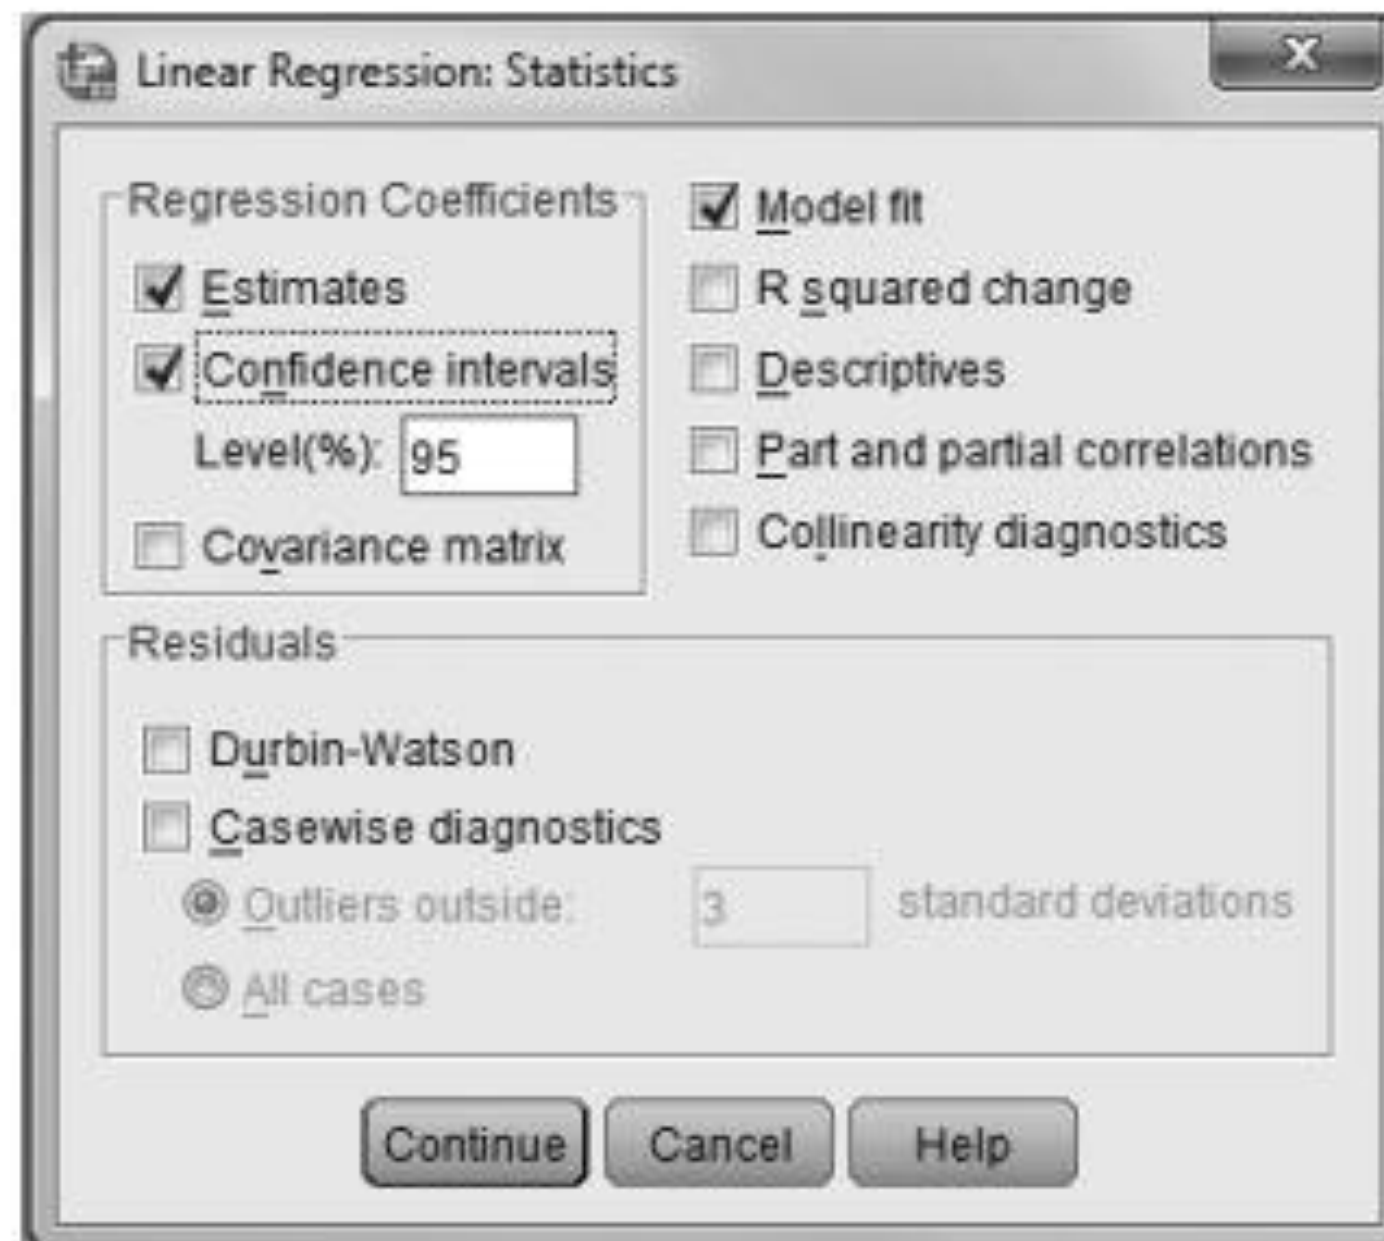 Linear Regression: Statistics
Regression Coefficients
Estimates
Confidence intervals
Level(%): 95
Covariance matrix
Model fit
R squared change
Descriptives
Part and partial correlations
Collinearity diagnostics
Residuals
Durbin-Watson
Casewise diagnostics
Outliers outside: 3 standard deviations
All cases
Continue Cancel Help